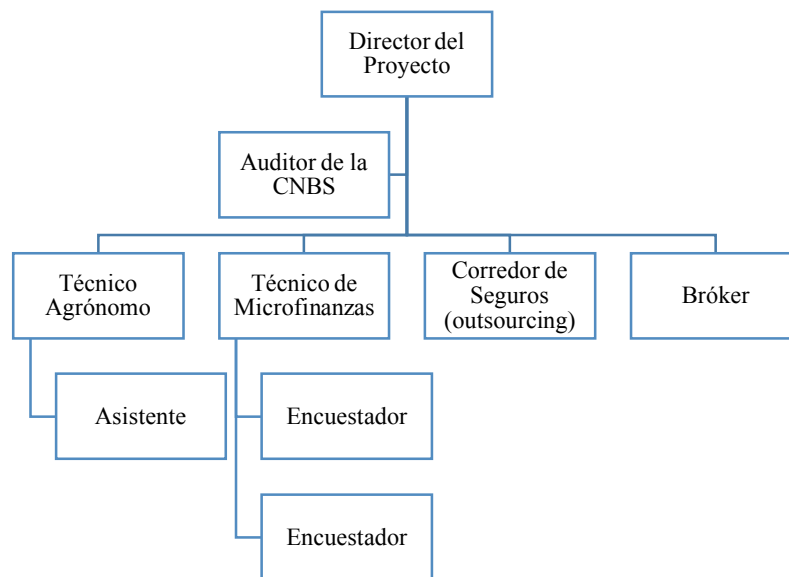 Director del
Proyecto
Auditor de la
CNBS
Técnico
Agrónomo
Técnico de
Microfinanzas
Corredor de
Seguros
(outsourcing)
Bróker
Asistente
Encuestador
Encuestador